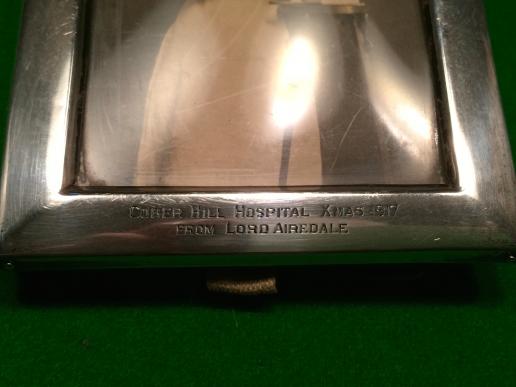 COBER HILL HOSPITAL XMAS 1917
FROM LORD AIREDALE